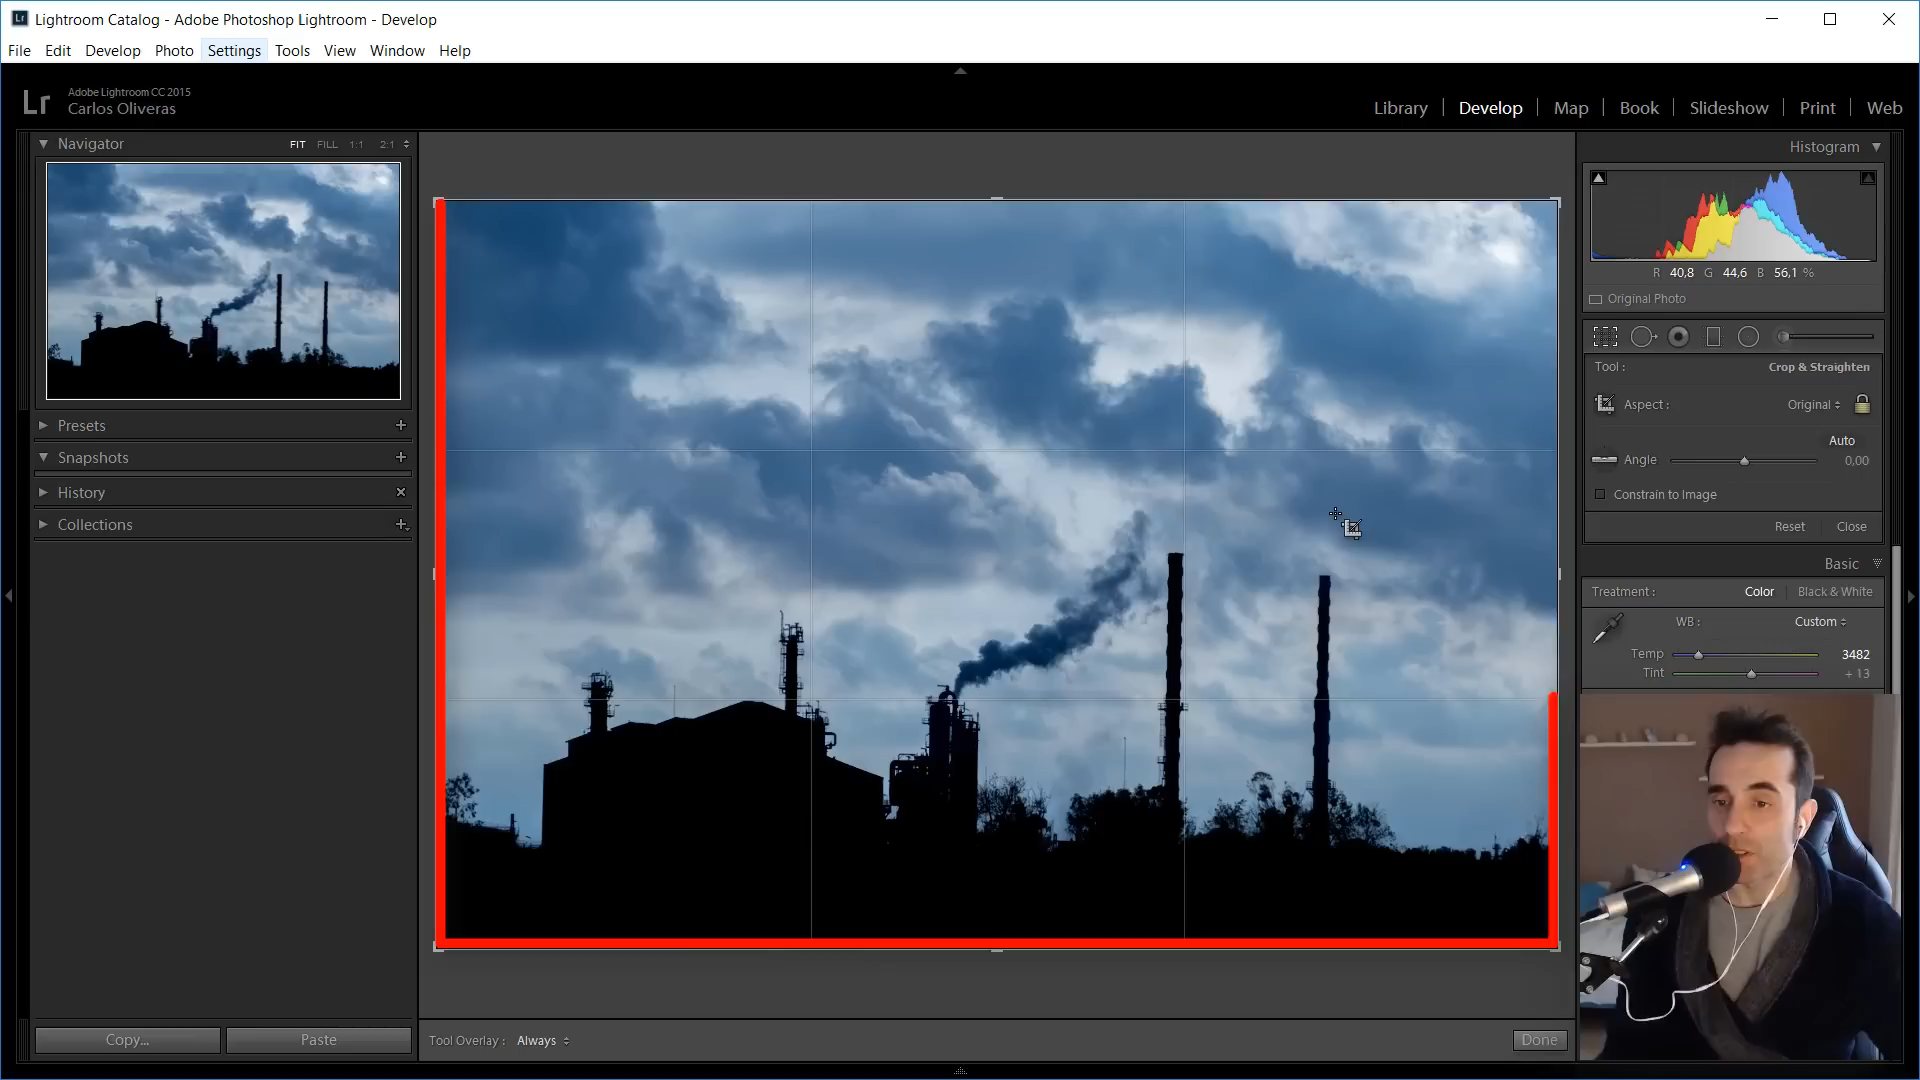 Lr Lightroom Catalog - Adobe Photoshop Lightroom - Develop
File Edit Develop Photo Settings Tools View Window Help
Lr Adobe Lightroom CC 2015
Carlos Oliveras
Library Develop Map Book Slideshow Print Web
Navigator FIT FILL 1:1 2:1
Histogram
R 40,8 G 44,6 B 56,1 %
Original Photo
Tool : Crop & Straighten
Aspect : Original
Auto
Angle 0,00
Constrain to Image
Reset Close
Basic
Treatment : Color Black & White
WB : Custom
Temp 3482
Tint + 13
Presets
Snapshots
History
Collections
Copy... Paste
Tool Overlay : Always Done